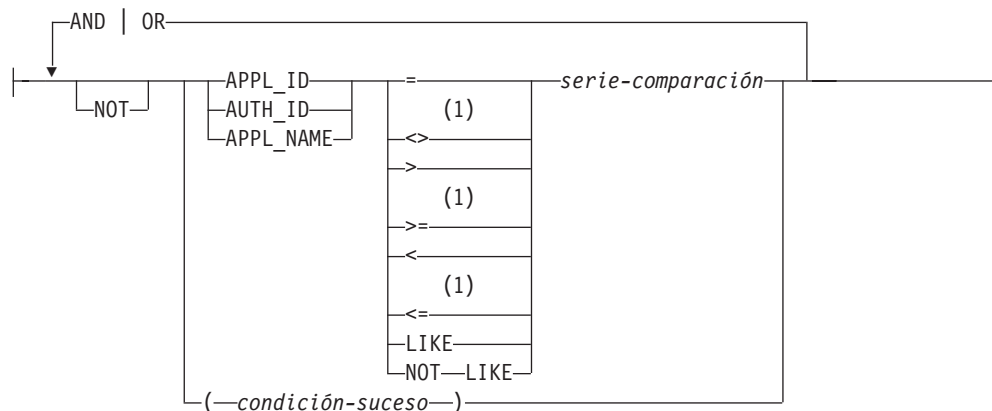 AND | OR
APPL_ID = serie-comparación
NOT AUTH_ID (1)
APPL_NAME <>
>
(1)
>=
<
(1)
<=
LIKE
NOT LIKE
(condición-suceso)